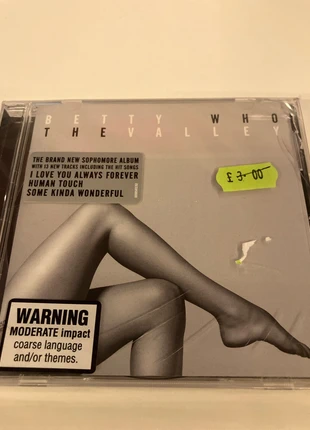 BETTY WHO
THE VALLEY
THE BRAND NEW SOPHOMORE ALBUM
WITH 13 NEW TRACKS INCLUDING THE HIT SONGS
I LOVE YOU ALWAYS FOREVER
HUMAN TOUCH
SOME KINDA WONDERFUL
£ 3.00
WARNING
MODERATE impact
coarse language
and/or themes.